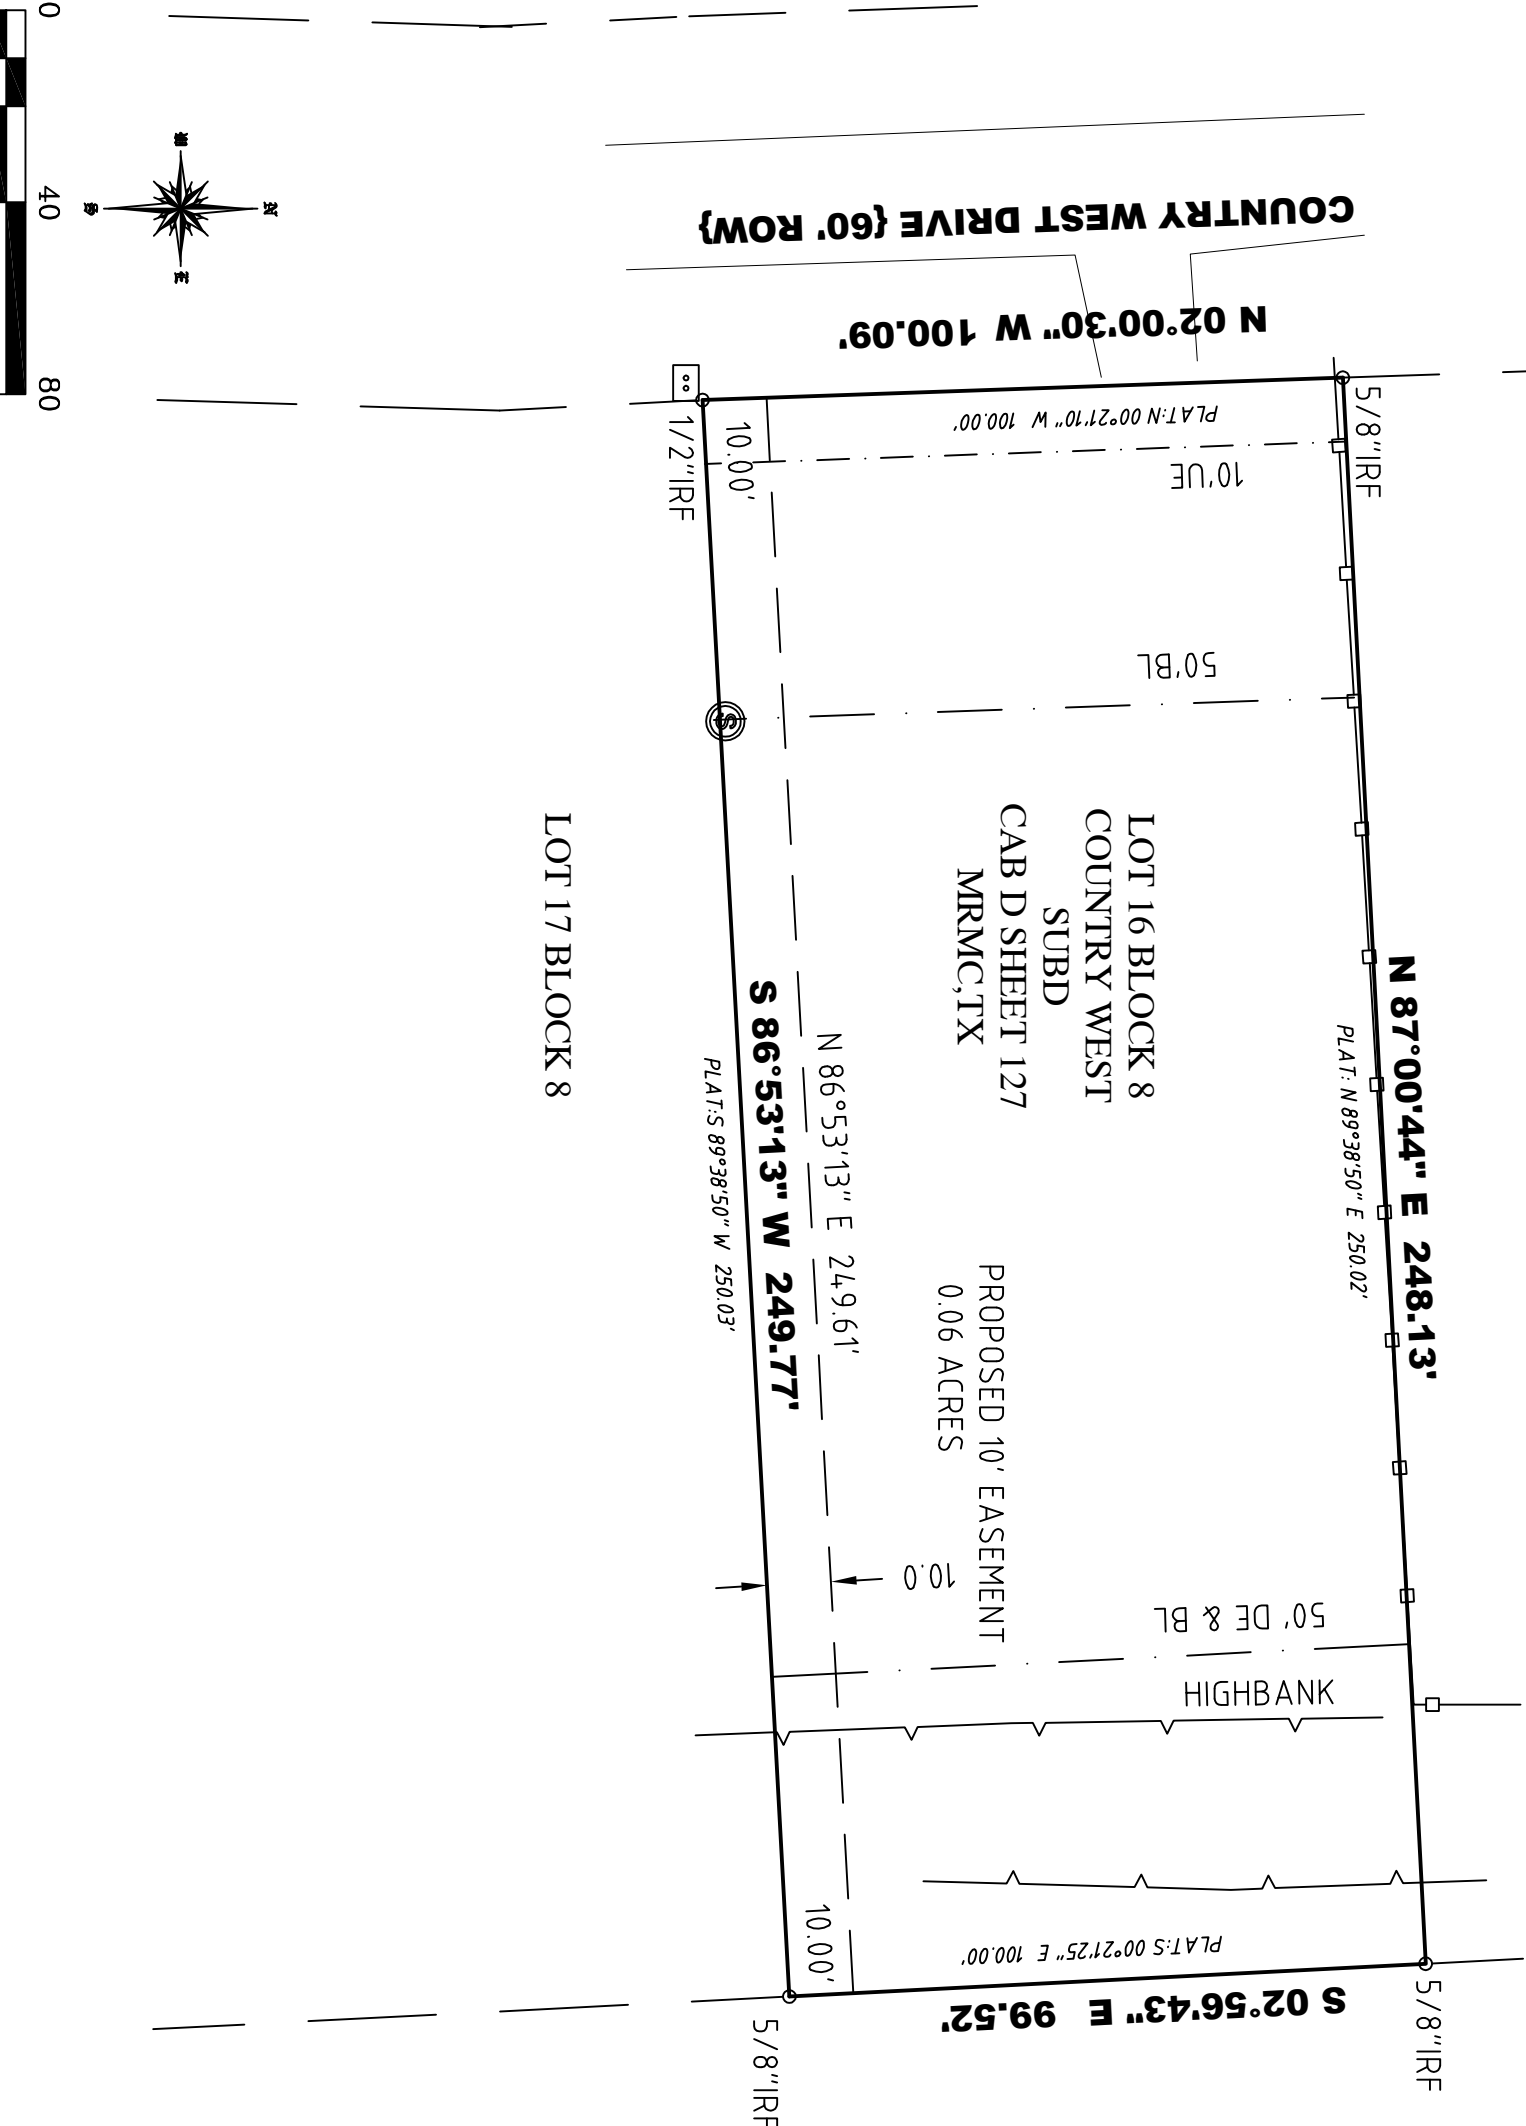 0
40
80
N
S
E
COUNTRY WEST DRIVE {60' ROW}
N 02°00'30" W 100.09'
PLAT:N 00°21'10" W 100.00'
1/2"IRF
10.00'
5/8"IRF
10'UE
50'BL
S
LOT 16 BLOCK 8
COUNTRY WEST
SUBD
CAB D SHEET 127
MRMC,TX
LOT 17 BLOCK 8
N 87°00'44" E 248.13'
PLAT: N 89°38'50" E 250.02'
N 86°53'13" E 249.61'
S 86°53'13" W 249.77'
PLAT:S 89°38'50" W 250.03'
PROPOSED 10' EASEMENT
0.06 ACRES
10.0
50' DE & BL
HIGHBANK
10.00'
PLAT:S 00°21'25" E 100.00'
S 02°56'43" E 99.52'
5/8"IRF
5/8"IRF